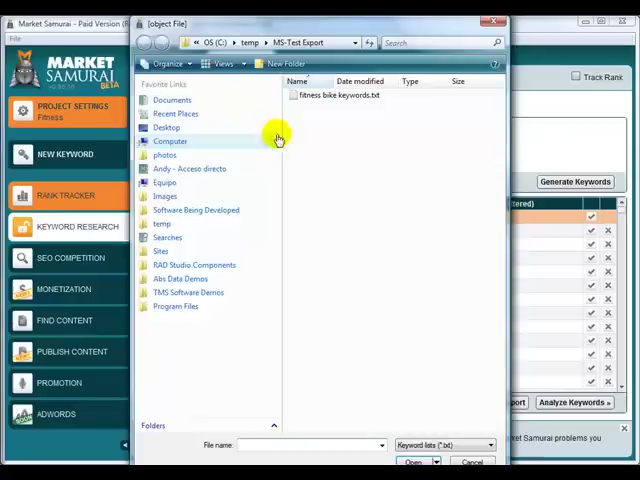 Market Samurai - Paid Version (R
[object File]
File
« OS (C:) ▸ temp ▸ MS-Test Export
Search
MARKET
SAMURAI
BETA
Organize
Views
New Folder
Favorite Links
Name
Date modified
Type
Size
Track Rank
PROJECT SETTINGS
Fitness
Documents
fitness bike keywords.txt
Recent Places
Desktop
Computer
NEW KEYWORD
photos
Andy - Acceso directo
Equipo
Generate Keywords
RANK TRACKER
Images
tered)
Software Being Developed
KEYWORD RESEARCH
temp
Searches
SEO COMPETITION
Sites
RAD Studio Components
MONETIZATION
Abs Data Demos
TMS Software Demos
FIND CONTENT
Program Files
PUBLISH CONTENT
PROMOTION
port
Analyze Keywords »
ADWORDS
Folders
File name:
Keyword lists (*.txt)
ket Samurai problems you
Open
Cancel